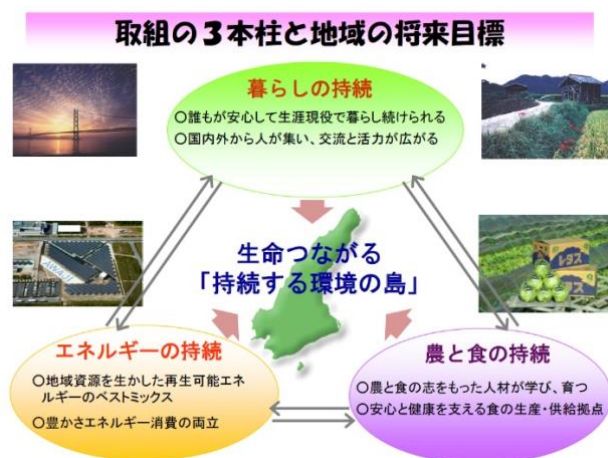 取組の3本柱と地域の将来目標
暮らしの持続
○誰もが安心して生涯現役で暮らし続けられる
○国内外から人が集い、交流と活力が広がる
生命つながる
「持続する環境の島」
エネルギーの持続
○地域資源を生かした再生可能エネ
ルギーのベストミックス
○豊かさエネルギー消費の両立
農と食の持続
○農と食の志をもった人材が学び、育つ
○安心と健康を支える食の生産・供給拠点
AWAJI
レタス